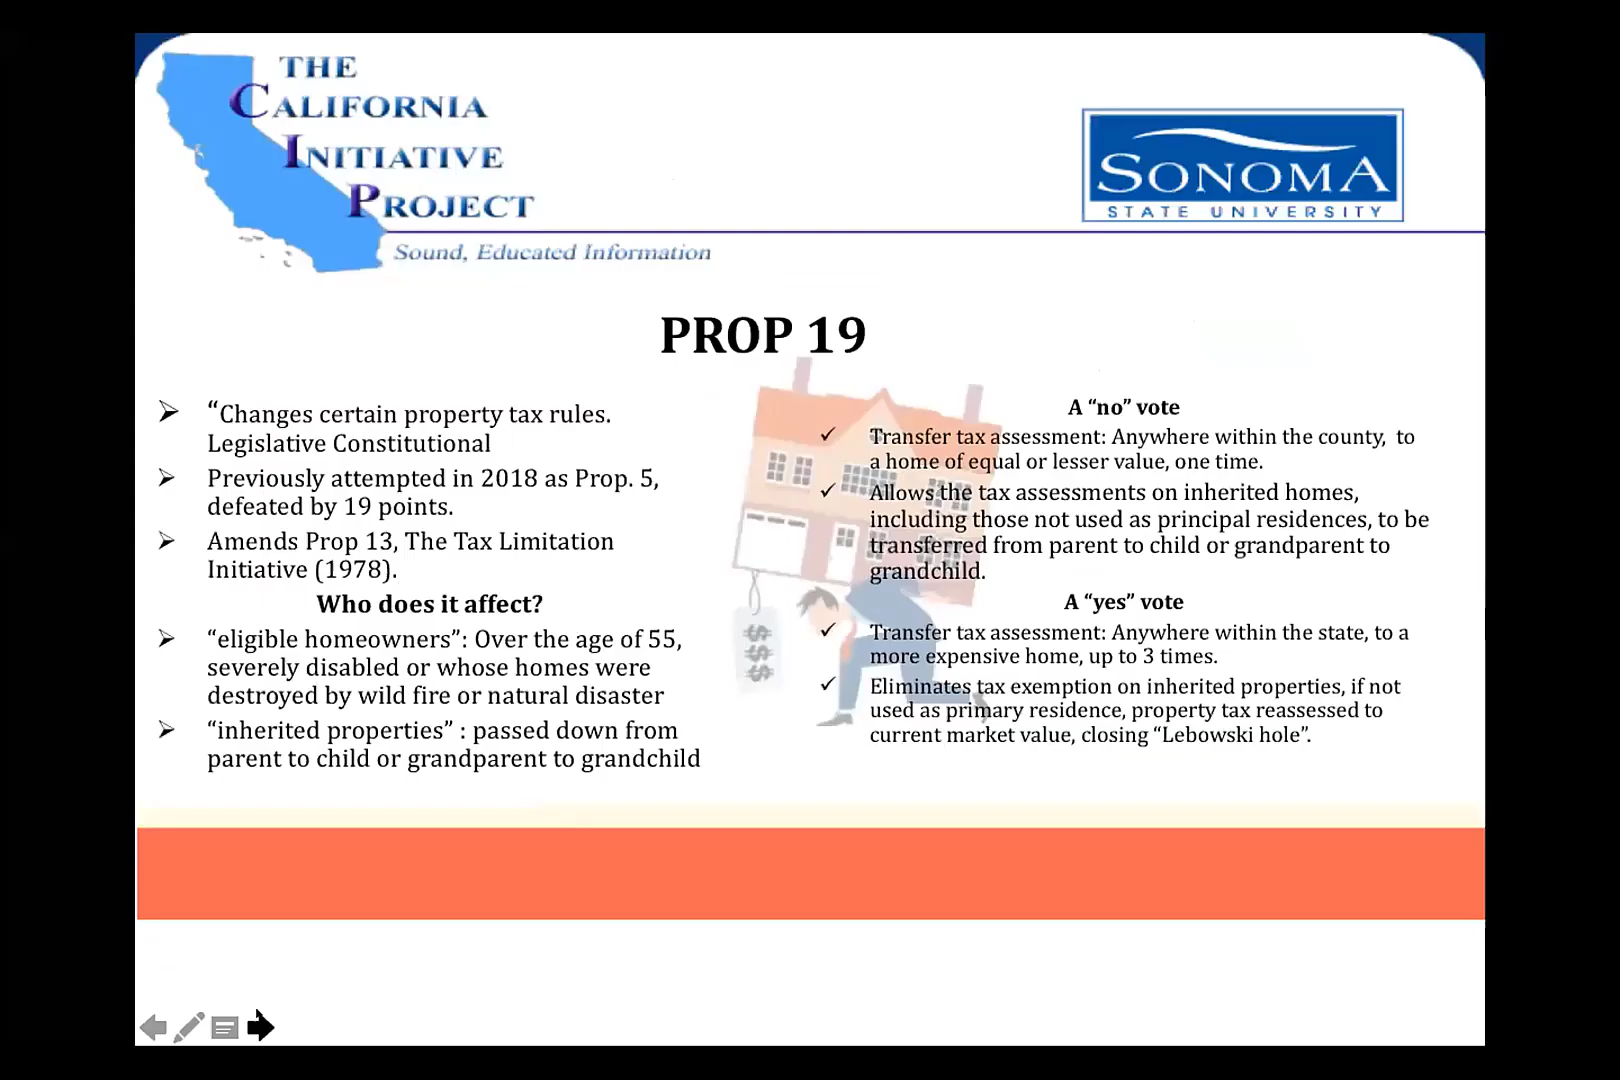 THE
CALIFORNIA
INITIATIVE
PROJECT
Sound, Educated Information
SONOMA
STATE UNIVERSITY
PROP 19
“Changes certain property tax rules.
Legislative Constitutional
Previously attempted in 2018 as Prop. 5,
defeated by 19 points.
Amends Prop 13, The Tax Limitation
Initiative (1978).
Who does it affect?
“eligible homeowners”: Over the age of 55,
severely disabled or whose homes were
destroyed by wild fire or natural disaster
“inherited properties” : passed down from
parent to child or grandparent to grandchild
$
$
$
A “no” vote
Transfer tax assessment: Anywhere within the county, to
a home of equal or lesser value, one time.
Allows the tax assessments on inherited homes,
including those not used as principal residences, to be
transferred from parent to child or grandparent to
grandchild.
A “yes” vote
Transfer tax assessment: Anywhere within the state, to a
more expensive home, up to 3 times.
Eliminates tax exemption on inherited properties, if not
used as primary residence, property tax reassessed to
current market value, closing “Lebowski hole”.